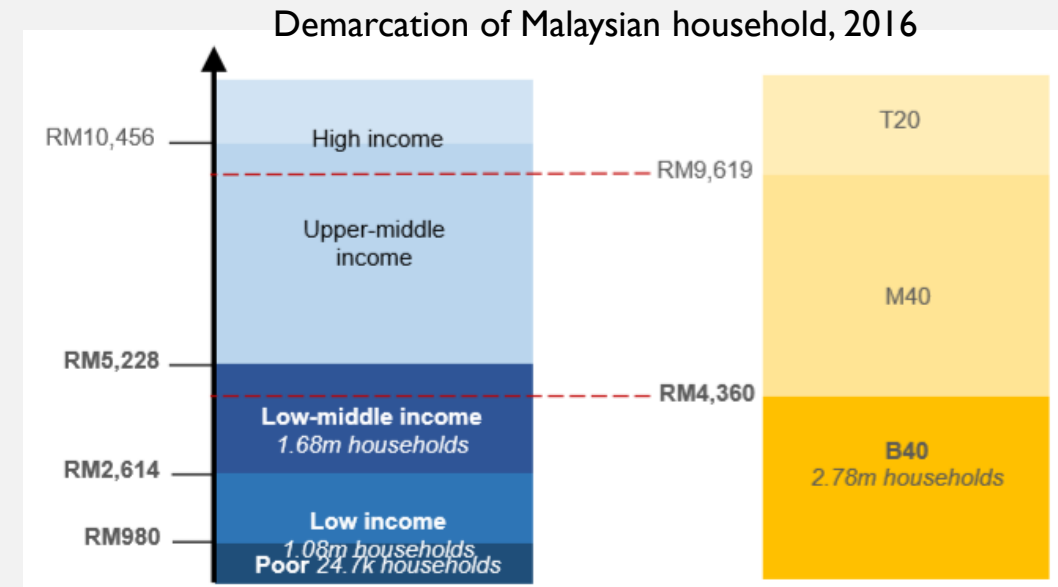 Demarcation of Malaysian household, 2016
RM10,456
High income
T20
RM9,619
Upper-middle
income
M40
RM5,228
RM4,360
Low-middle income
1.68m households
B40
2.78m households
RM2,614
Low income
1.08m households
RM980
Poor 24.7k households